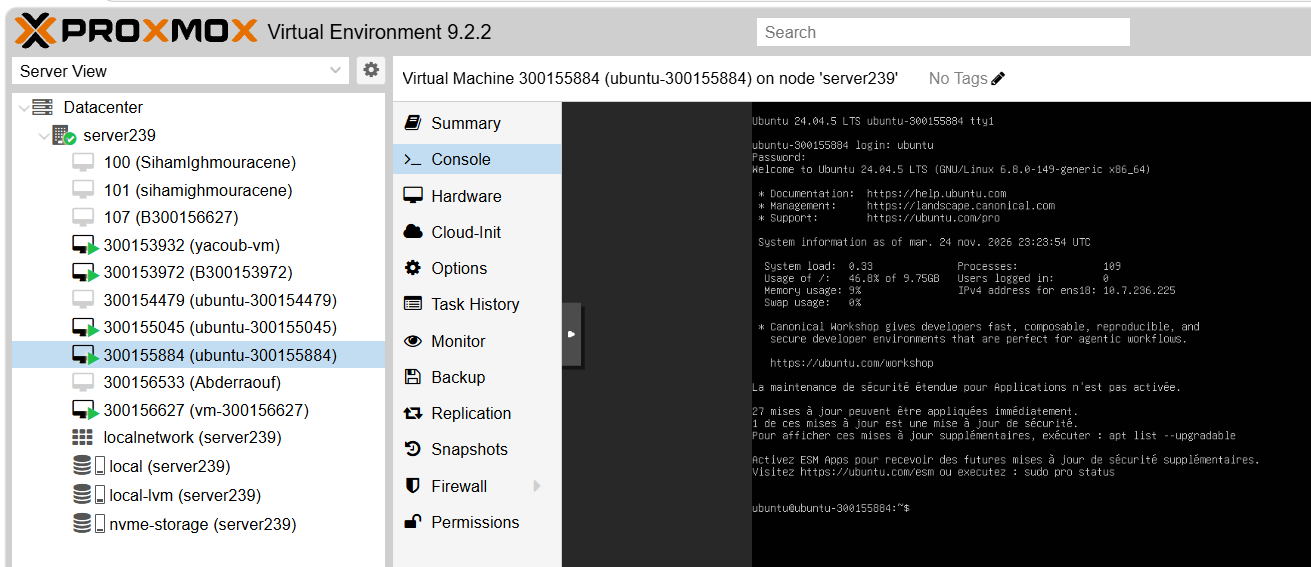 PROXMOX Virtual Environment 9.2.2
Search
Server View
Datacenter
server239
100 (SihamIghmouracene)
101 (sihamighmouracene)
107 (B300156627)
300153932 (yacoub-vm)
300153972 (B300153972)
300154479 (ubuntu-300154479)
300155045 (ubuntu-300155045)
300155884 (ubuntu-300155884)
300156533 (Abderraouf)
300156627 (vm-300156627)
localnetwork (server239)
local (server239)
local-lvm (server239)
nvme-storage (server239)
Virtual Machine 300155884 (ubuntu-300155884) on node 'server239'
No Tags
Summary
Console
Hardware
Cloud-Init
Options
Task History
Monitor
Backup
Replication
Snapshots
Firewall
Permissions
Ubuntu 24.04.5 LTS ubuntu-300155884 tty1
ubuntu-300155884 login: ubuntu
Password:
Welcome to Ubuntu 24.04.5 LTS (GNU/Linux 6.8.0-149-generic x86_64)
* Documentation:  https://help.ubuntu.com
* Management:     https://landscape.canonical.com
* Support:        https://ubuntu.com/pro
System information as of mar. 24 nov. 2026 23:23:54 UTC
System load:  0.33               Processes:              109
Usage of /:   46.8% of 9.75GB   Users logged in:        0
Memory usage: 9%                 IPv4 address for ens18: 10.7.236.225
Swap usage:   0%
* Canonical Workshop gives developers fast, composable, reproducible, and
secure developer environments that are perfect for agentic workflows.
https://ubuntu.com/workshop
La maintenance de sécurité étendue pour Applications n'est pas activée.
27 mises à jour peuvent être appliquées immédiatement.
1 de ces mises à jour est une mise à jour de sécurité.
Pour afficher ces mises à jour supplémentaires, exécuter : apt list --upgradable
Activez ESM Apps pour recevoir des futures mises à jour de sécurité supplémentaires.
Visitez https://ubuntu.com/esm ou executez : sudo pro status
ubuntu@ubuntu-300155884:~$